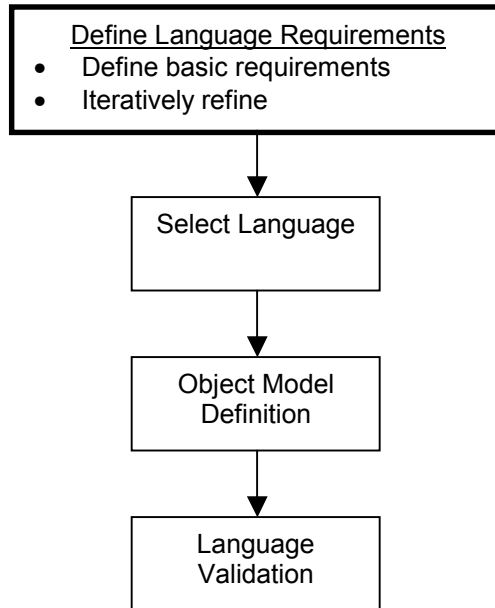 Define Language Requirements
• Define basic requirements
• Iteratively refine
Select Language
Object Model
Definition
Language
Validation